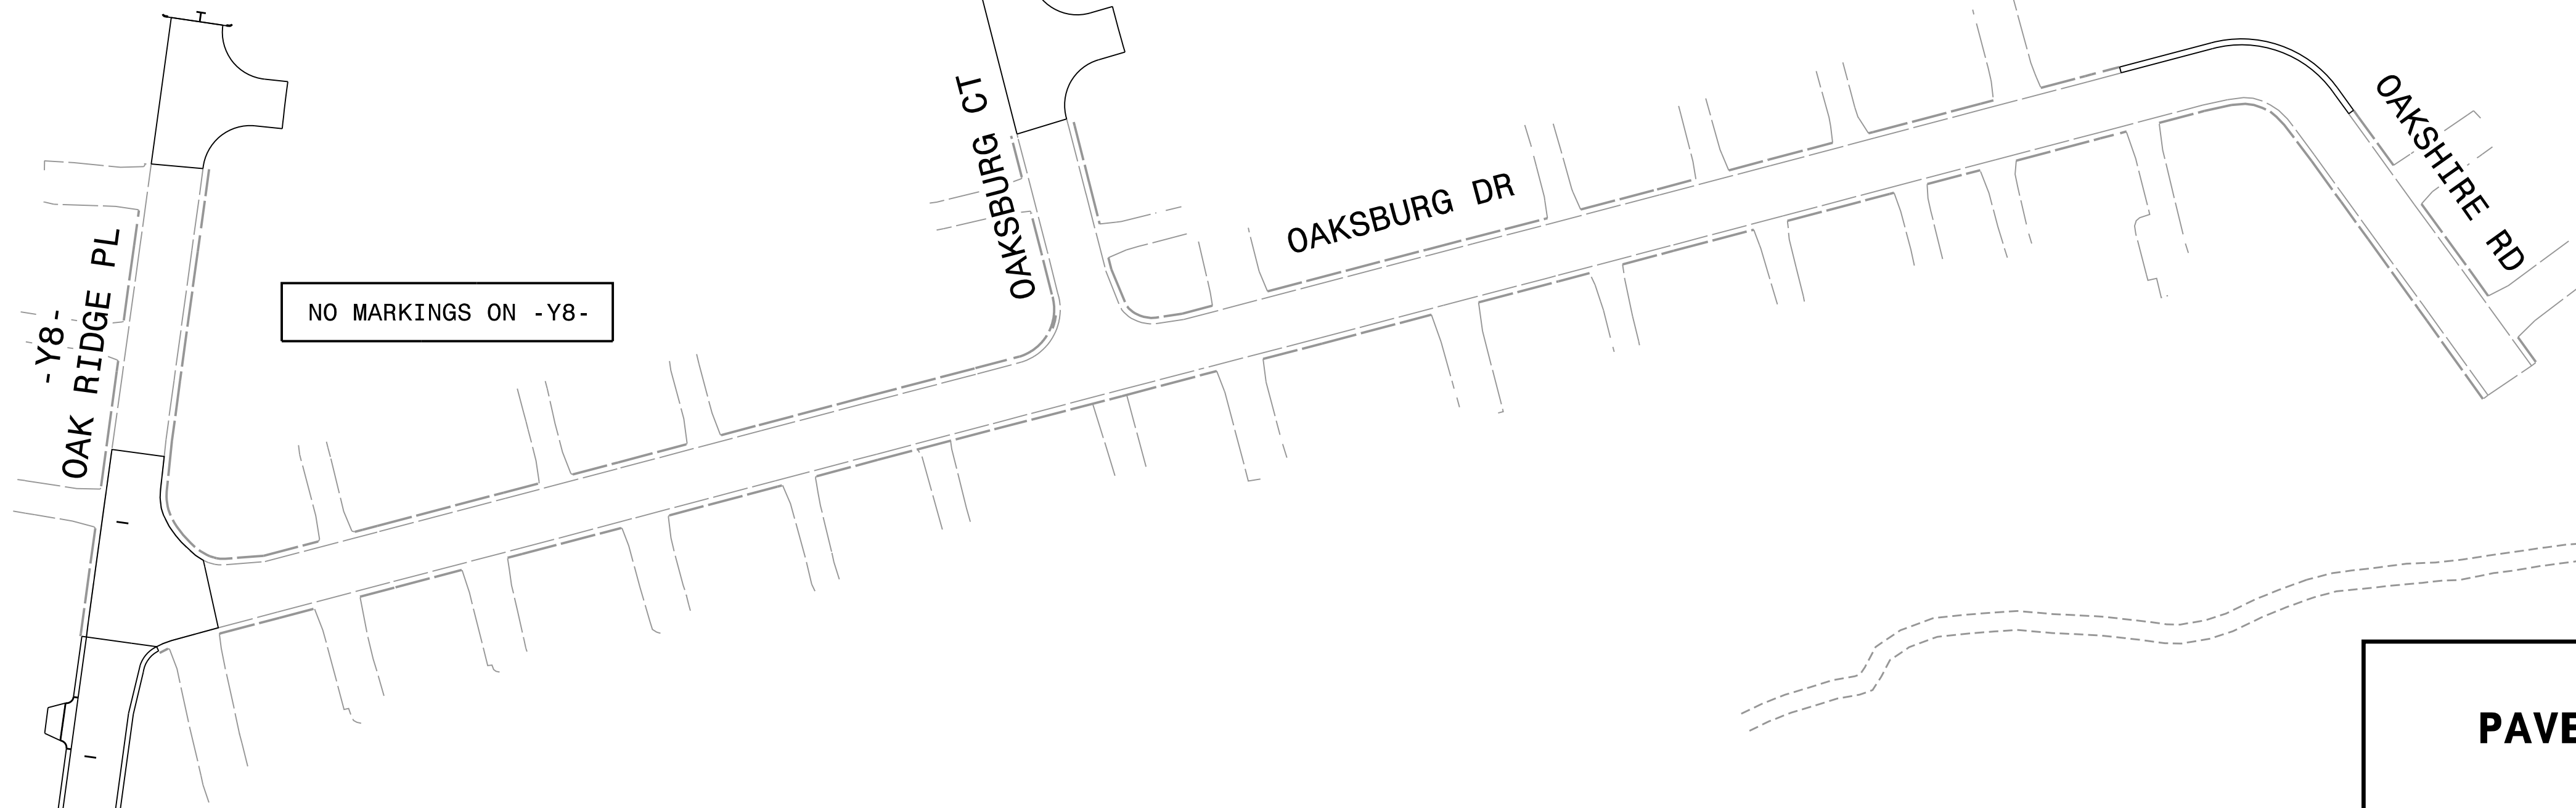 -Y8-
OAK RIDGE PL
NO MARKINGS ON -Y8-
OAKSBURG CT
OAKSBURG DR
OAKSHIRE RD
PAVE